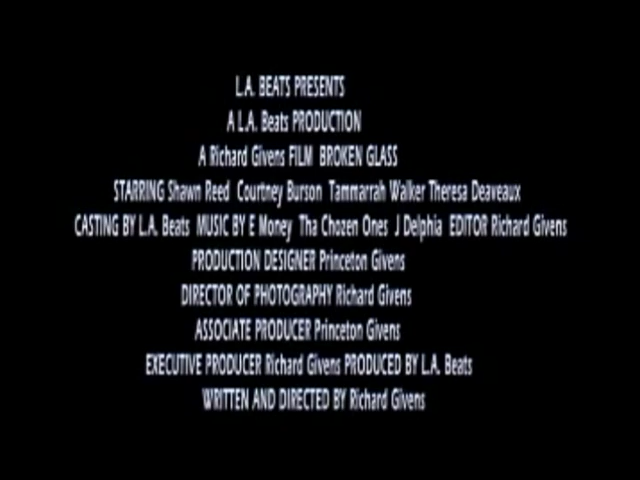 L.A. BEATS PRESENTS
A L.A. Beats PRODUCTION
A Richard Givens FILM BROKEN GLASS
STARRING Shawn Reed Courtney Burson Tammarrah Walker Theresa Deaveaux
CASTING BY L.A. Beats MUSIC BY E Money Tha Chozen Ones J Delphia EDITOR Richard Givens
PRODUCTION DESIGNER Princeton Givens
DIRECTOR OF PHOTOGRAPHY Richard Givens
ASSOCIATE PRODUCER Princeton Givens
EXECUTIVE PRODUCER Richard Givens PRODUCED BY L.A. Beats
WRITTEN AND DIRECTED BY Richard Givens